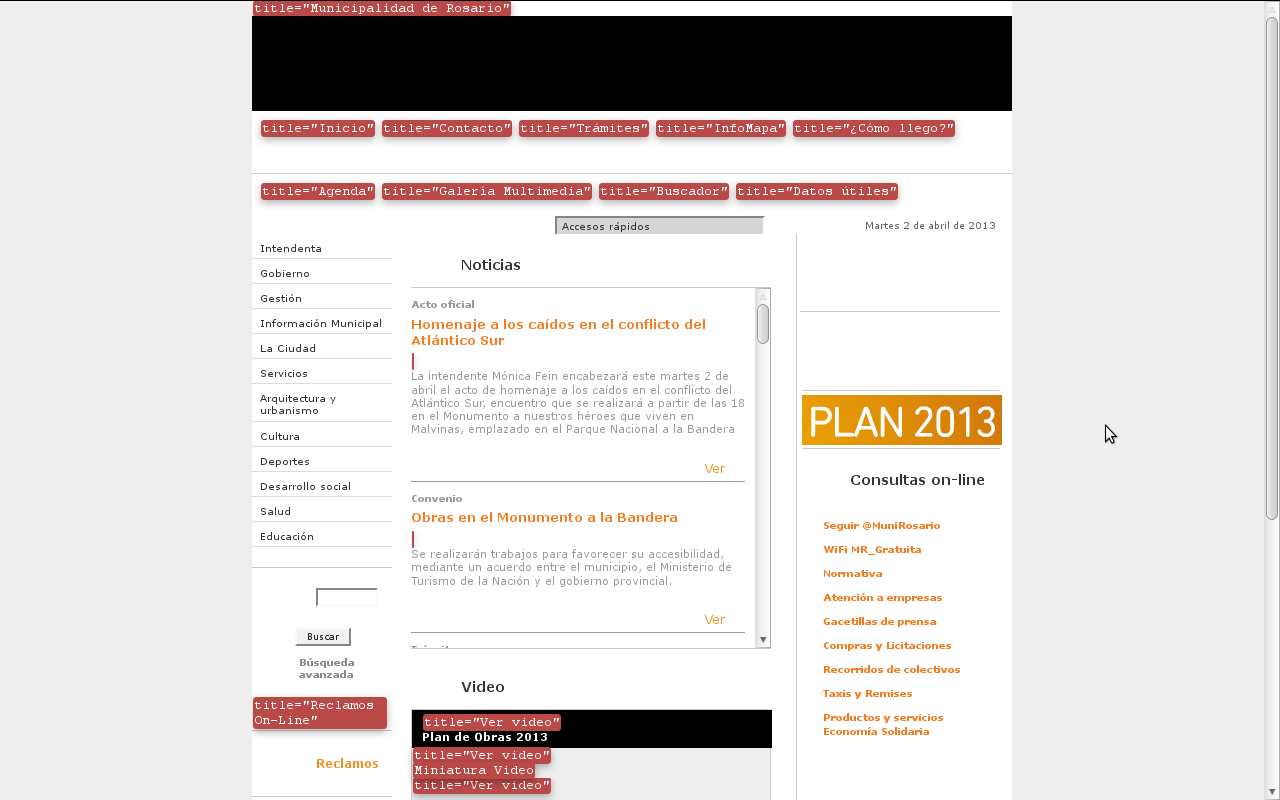 title="Municipalidad de Rosario"
title="Inicio" title="Contacto" title="Trámites" title="InfoMapa" title="¿Cómo llego?"
title="Agenda" title="Galería Multimedia" title="Buscador" title="Datos útiles"
Accesos rápidos
Martes 2 de abril de 2013
Intendenta
Gobierno
Gestión
Información Municipal
La Ciudad
Servicios
Arquitectura y
urbanismo
Cultura
Deportes
Desarrollo social
Salud
Educación
Buscar
Búsqueda
avanzada
title="Reclamos
On-Line"
Reclamos
Noticias
Acto oficial
Homenaje a los caídos en el conflicto del
Atlántico Sur
La intendente Mónica Fein encabezará este martes 2 de
abril el acto de homenaje a los caídos en el conflicto del
Atlántico Sur, encuentro que se realizará a partir de las 18
en el Monumento a nuestros héroes que viven en
Malvinas, emplazado en el Parque Nacional a la Bandera
Ver
Convenio
Obras en el Monumento a la Bandera
Se realizarán trabajos para favorecer su accesibilidad,
mediante un acuerdo entre el municipio, el Ministerio de
Turismo de la Nación y el gobierno provincial.
Ver
Video
title="Ver video"
Plan de Obras 2013
title="Ver video"
Miniatura Video
title="Ver video"
PLAN 2013
Consultas on-line
Seguir @MuniRosario
WiFi MR_Gratuita
Normativa
Atención a empresas
Gacetillas de prensa
Compras y Licitaciones
Recorridos de colectivos
Taxis y Remises
Productos y servicios
Economía Solidaria